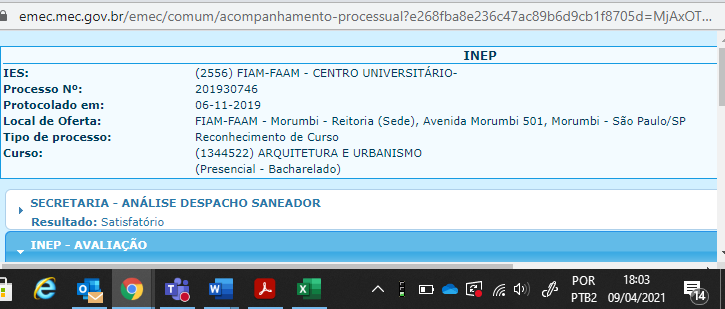 emec.mec.gov.br/emec/comum/acompanhamento-processual?e268fba8e236c47ac89b6d9cb1f8705d=MjAxOT...
INEP
IES: (2556) FIAM-FAAM - CENTRO UNIVERSITÁRIO-
Processo Nº: 201930746
Protocolado em: 06-11-2019
Local de Oferta: FIAM-FAAM - Morumbi - Reitoria (Sede), Avenida Morumbi 501, Morumbi - São Paulo/SP
Tipo de processo: Reconhecimento de Curso
Curso: (1344522) ARQUITETURA E URBANISMO
(Presencial - Bacharelado)
SECRETARIA - ANÁLISE DESPACHO SANEADOR
Resultado: Satisfatório
INEP - AVALIAÇÃO
POR 18:03
PTB2 09/04/2021 14